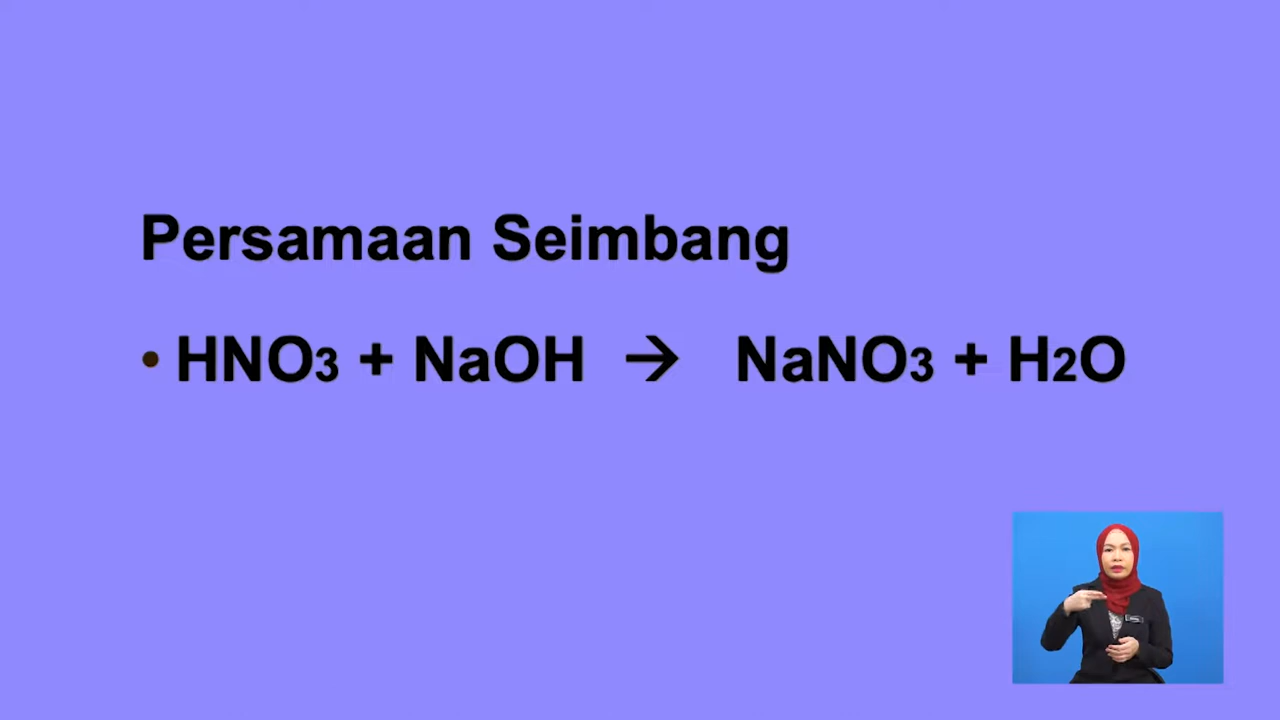 Persamaan Seimbang
• HNO3 + NaOH → NaNO3 + H2O